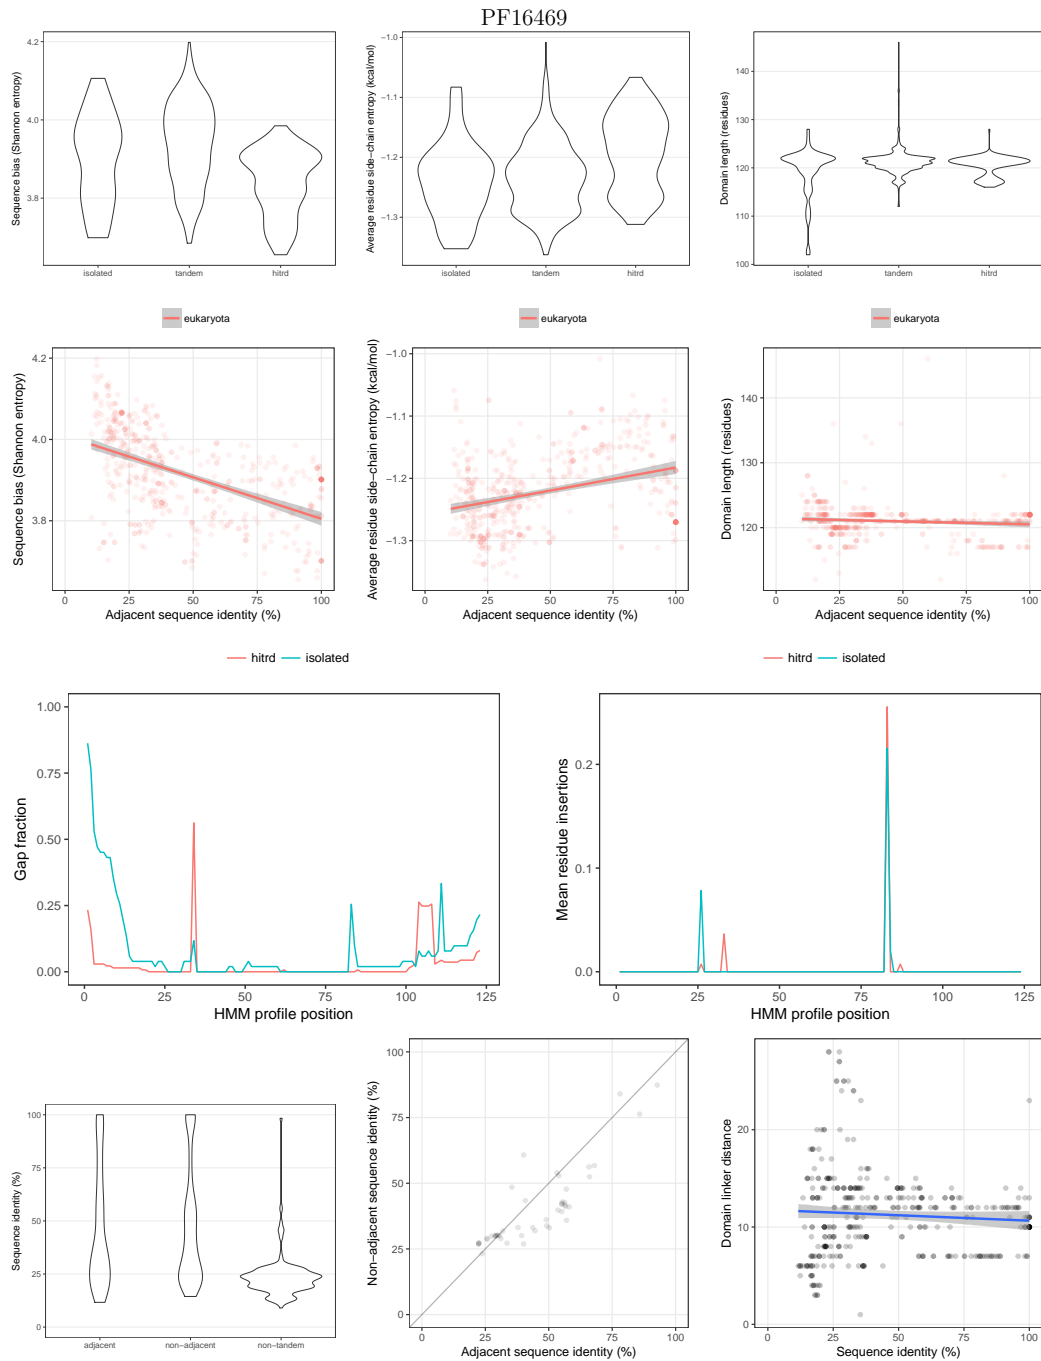 PF16469
Sequence bias (Shannon entropy)
4.2
4.0
3.8
isolated
tandem
hitrd
Average residue side−chain entropy (kcal/mol)
−1.0
−1.1
−1.2
−1.3
isolated
tandem
hitrd
Domain length (residues)
140
130
120
110
100
isolated
tandem
hitrd
eukaryota
eukaryota
eukaryota
Sequence bias (Shannon entropy)
4.2
4.0
3.8
0
25
50
75
100
Adjacent sequence identity (%)
Average residue side−chain entropy (kcal/mol)
−1.0
−1.1
−1.2
−1.3
0
25
50
75
100
Adjacent sequence identity (%)
Domain length (residues)
140
130
120
0
25
50
75
100
Adjacent sequence identity (%)
hitrd
isolated
hitrd
isolated
Gap fraction
1.00
0.75
0.50
0.25
0.00
0
25
50
75
100
125
HMM profile position
Mean residue insertions
0.2
0.1
0.0
0
25
50
75
100
125
HMM profile position
Sequence identity (%)
100
75
50
25
0
adjacent
non−adjacent
non−tandem
Non−adjacent sequence identity (%)
100
75
50
25
0
0
25
50
75
100
Adjacent sequence identity (%)
Domain linker distance
20
10
0
0
25
50
75
100
Sequence identity (%)